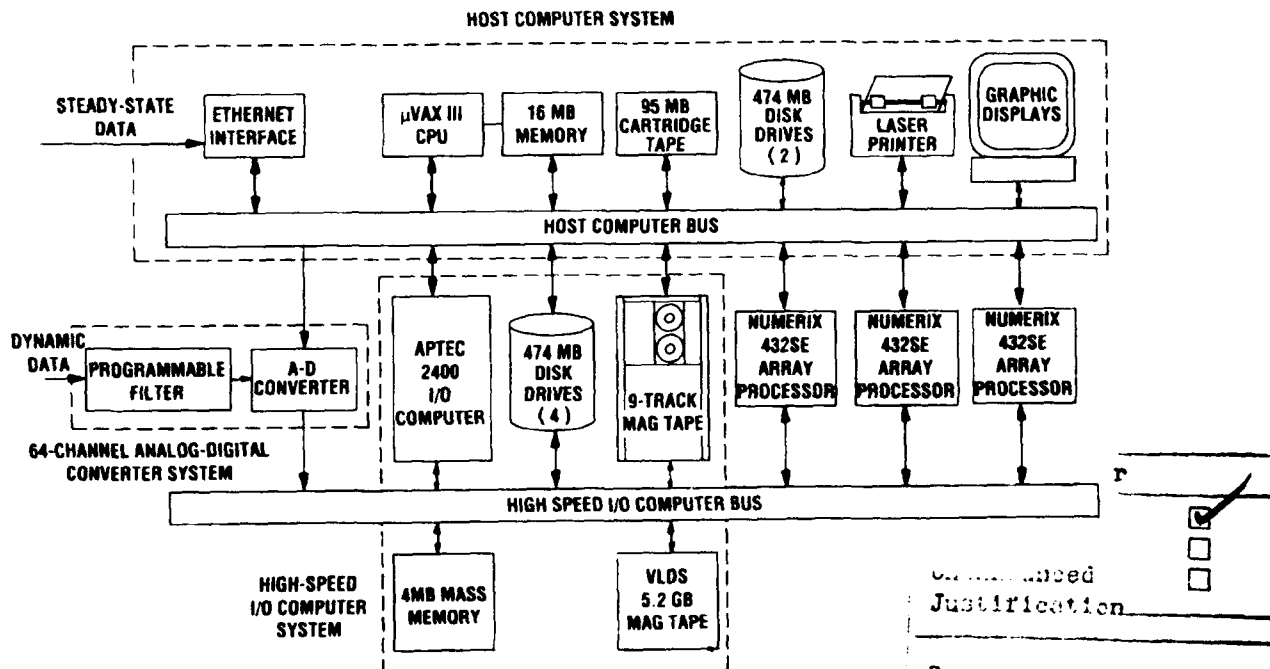 HOST COMPUTER SYSTEM
STEADY-STATE
DATA
ETHERNET
INTERFACE
µVAX III
CPU
16 MB
MEMORY
95 MB
CARTRIDGE
TAPE
474 MB
DISK
DRIVES
( 2 )
LASER
PRINTER
GRAPHIC
DISPLAYS
HOST COMPUTER BUS
DYNAMIC
DATA
PROGRAMMABLE
FILTER
A-D
CONVERTER
64-CHANNEL ANALOG-DIGITAL
CONVERTER SYSTEM
APTEC
2400
I/O
COMPUTER
474 MB
DISK
DRIVES
( 4 )
9-TRACK
MAG TAPE
NUMERIX
432SE
ARRAY
PROCESSOR
NUMERIX
432SE
ARRAY
PROCESSOR
NUMERIX
432SE
ARRAY
PROCESSOR
HIGH SPEED I/O COMPUTER BUS
HIGH-SPEED
I/O COMPUTER
SYSTEM
4MB MASS
MEMORY
VLDS
5.2 GB
MAG TAPE
r
Justification